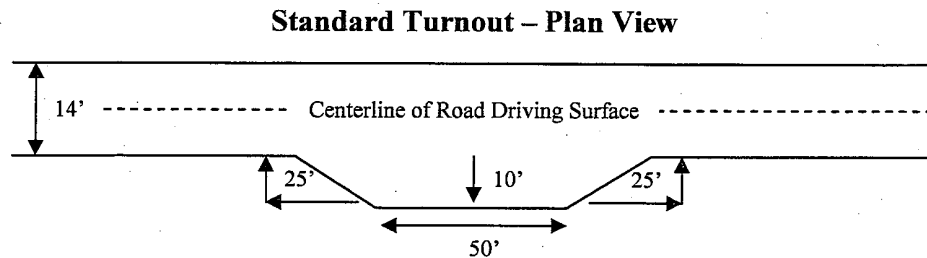 Standard Turnout – Plan View
14’
Centerline of Road Driving Surface
25’
10’
25’
50’